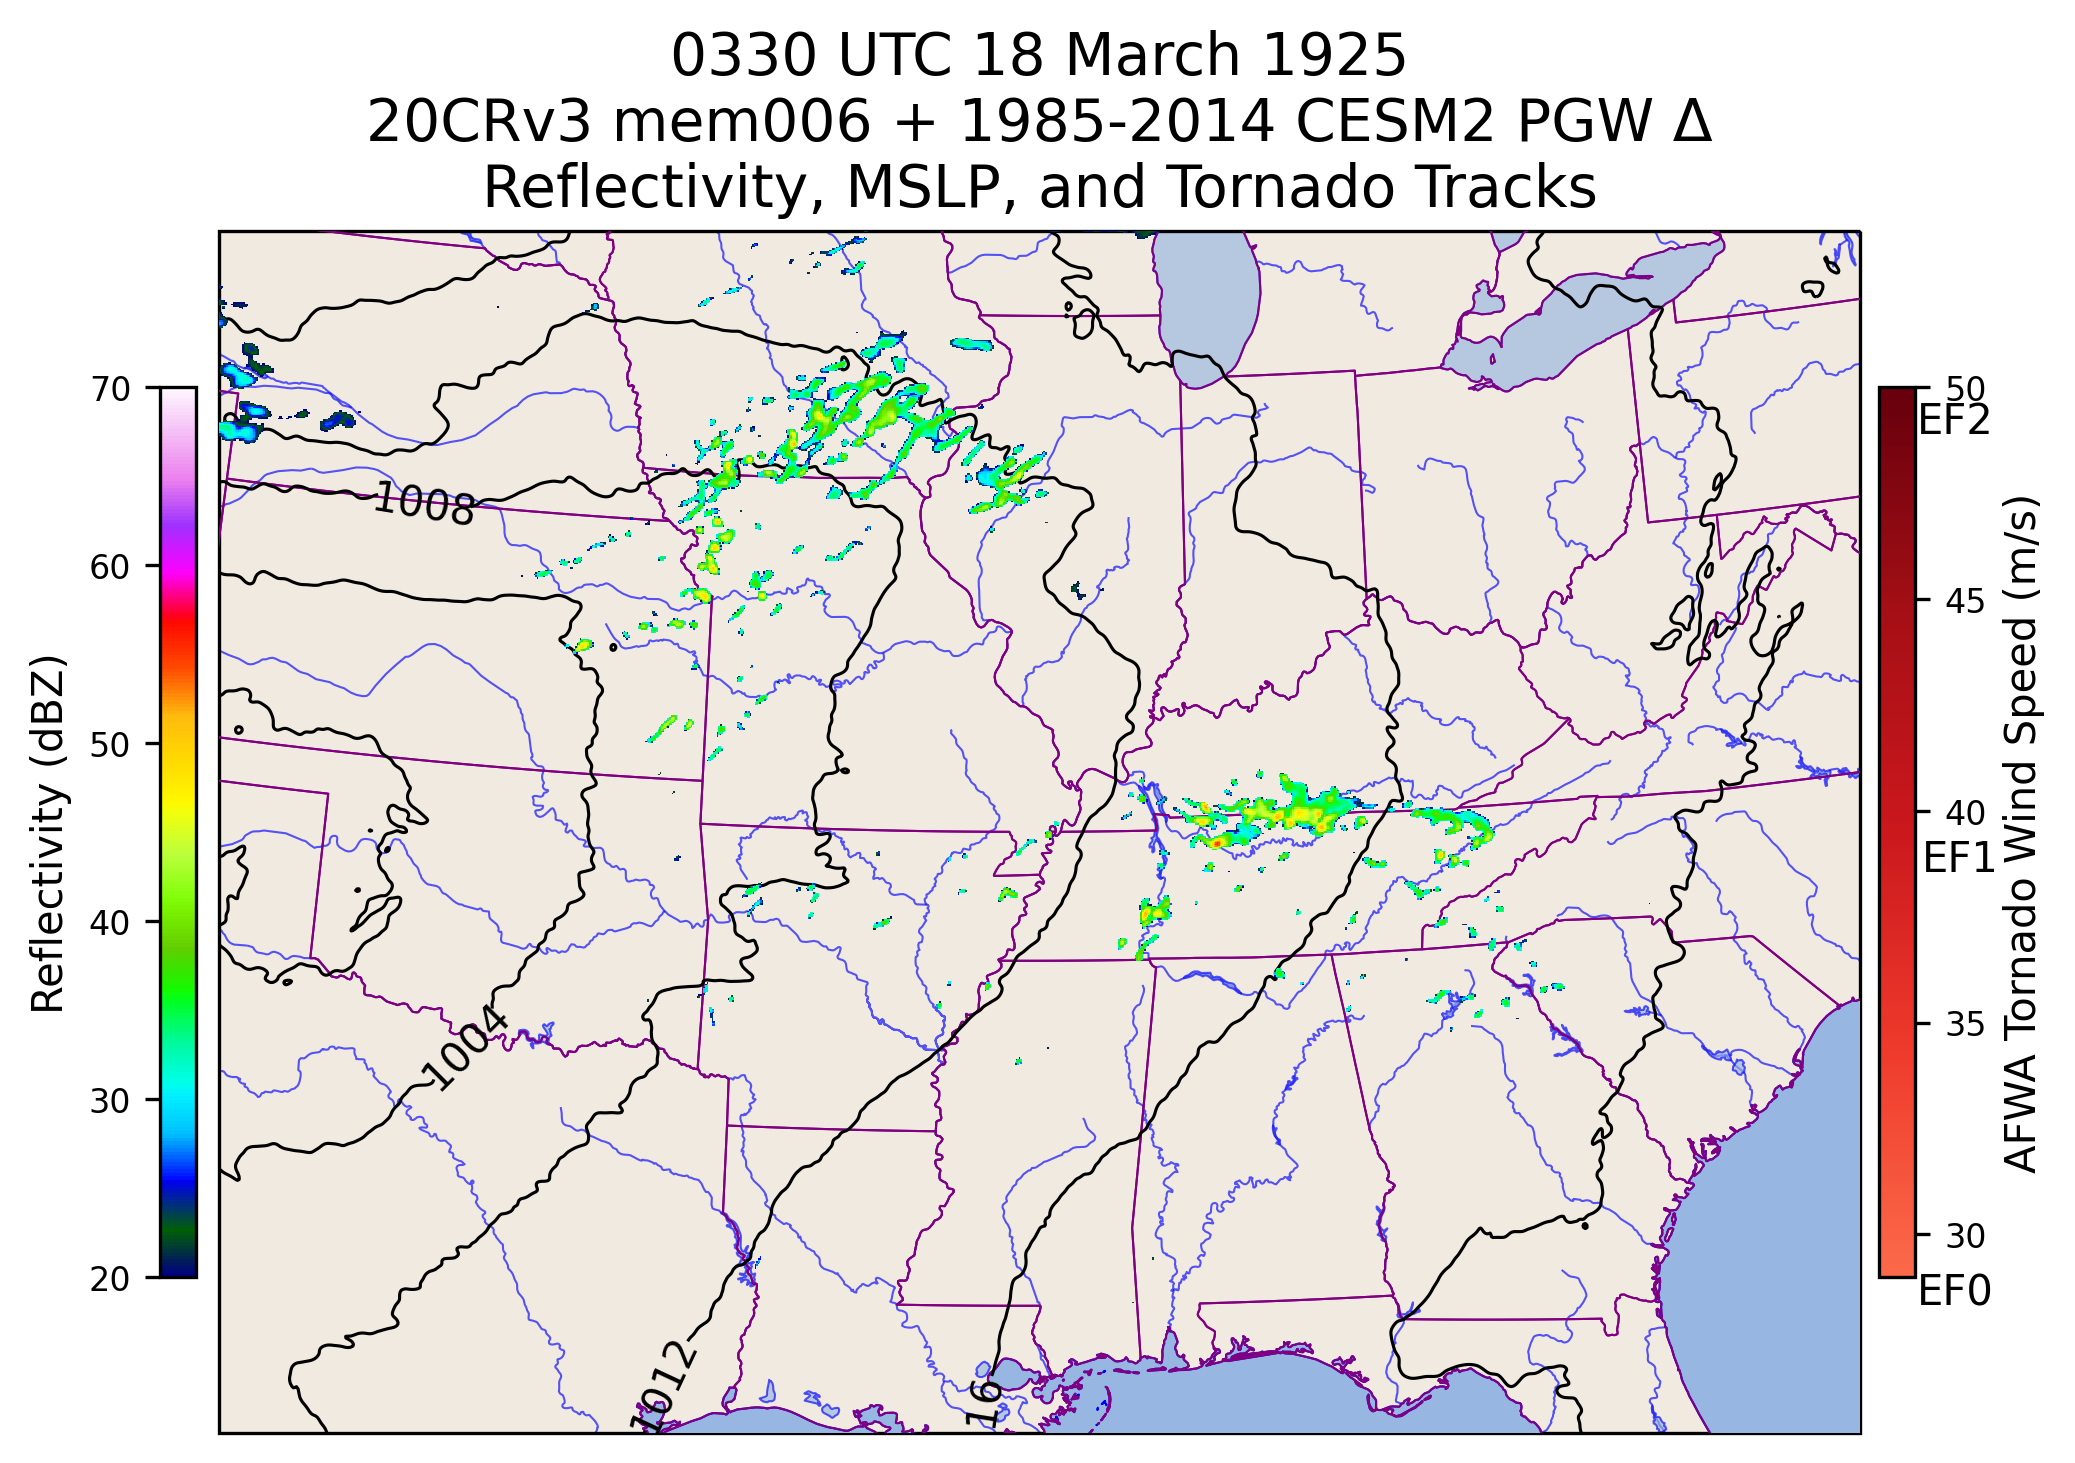 0330 UTC 18 March 1925
20CRv3 mem006 + 1985-2014 CESM2 PGW Δ
Reflectivity, MSLP, and Tornado Tracks
Reflectivity (dBZ)
70
60
50
40
30
20
1008
1004
1012
16
50
EF2
45
40
EF1
35
30
EF0
AFWA Tornado Wind Speed (m/s)